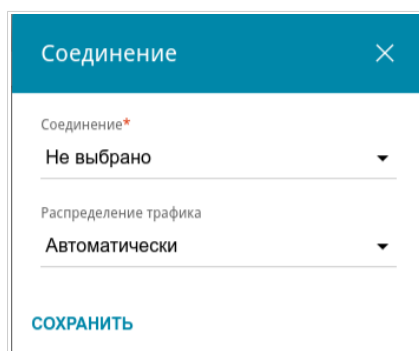 Соединение
Соединение*
Не выбрано
Распределение трафика
Автоматически
СОХРАНИТЬ